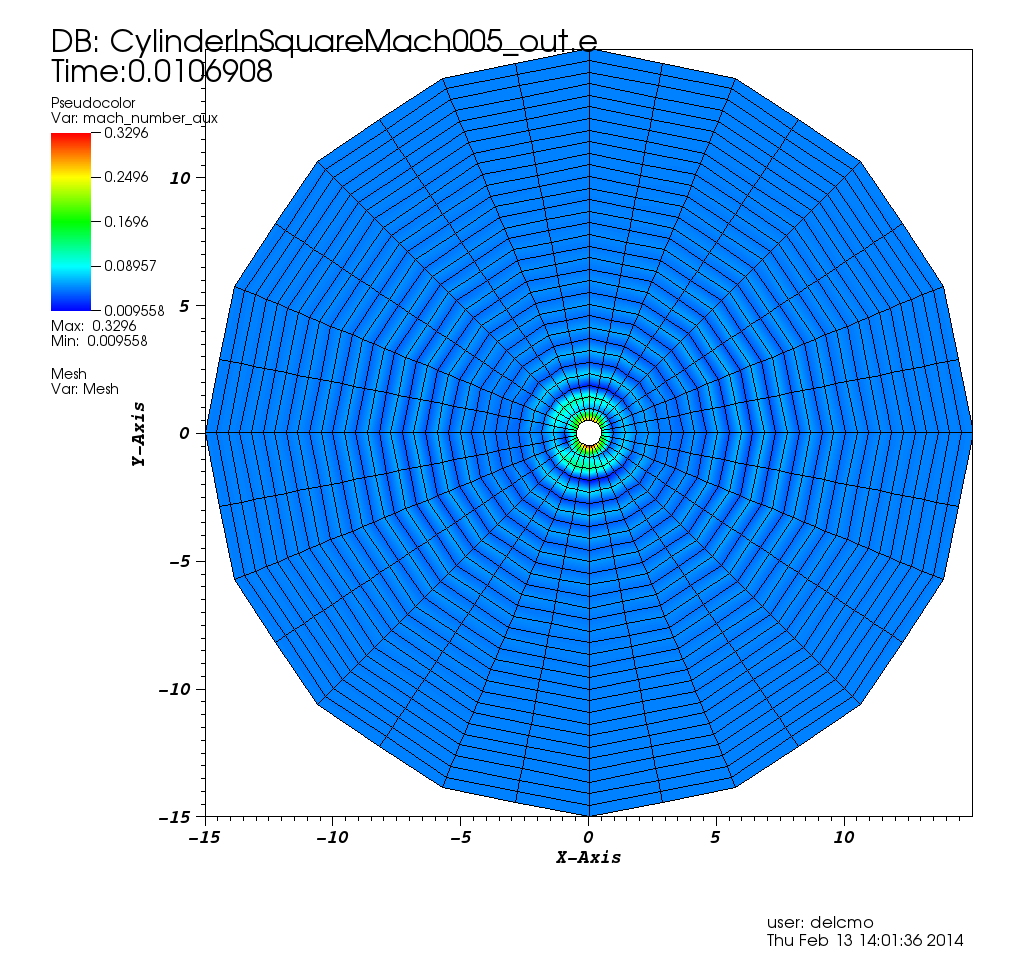 DB: CylinderInSquareMach005_out.e
Time:0.0106908
Pseudocolor
Var: mach_number_aux
0.3296
0.2496
0.1696
0.08957
0.009558
Max: 0.3296
Min: 0.009558
Mesh
Var: Mesh
Y-Axis
10
5
0
-5
-10
-15
-15
-10
-5
0
5
10
X-Axis
user: delcmo
Thu Feb 13 14:01:36 2014